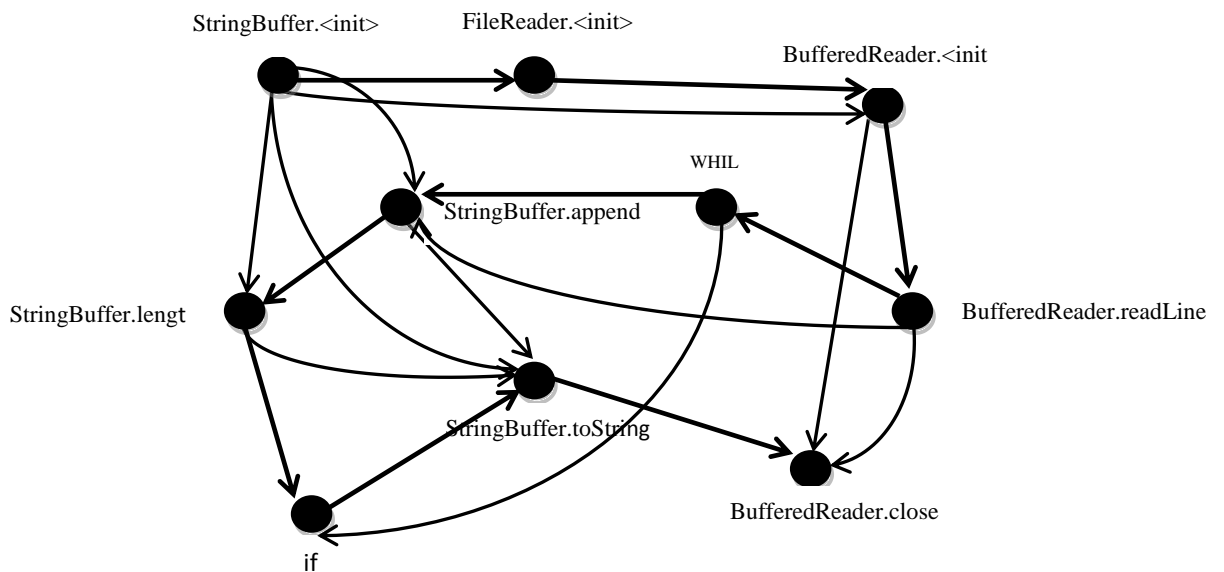 StringBuffer.<init>
FileReader.<init>
BufferedReader.<init
WHIL
StringBuffer.append
StringBuffer.lengt
BufferedReader.readLine
StringBuffer.toString
BufferedReader.close
if